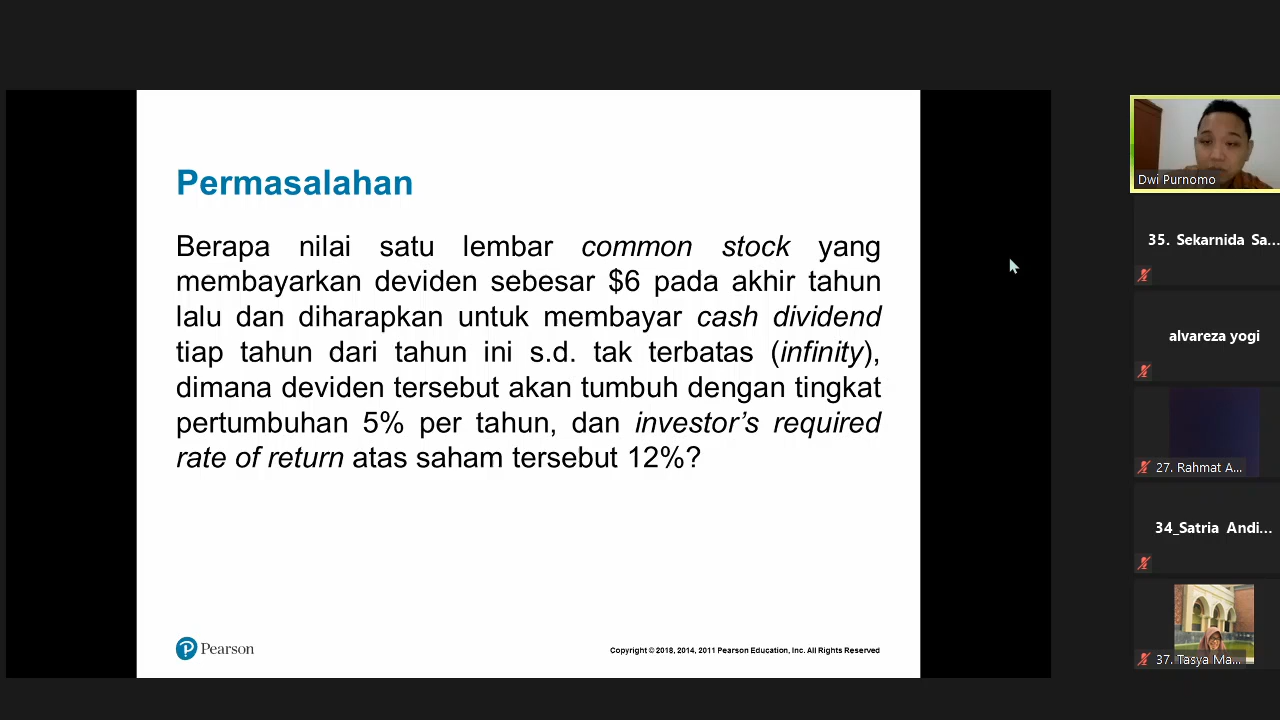 Permasalahan
Berapa nilai satu lembar common stock yang
membayarkan deviden sebesar $6 pada akhir tahun
lalu dan diharapkan untuk membayar cash dividend
tiap tahun dari tahun ini s.d. tak terbatas (infinity),
dimana deviden tersebut akan tumbuh dengan tingkat
pertumbuhan 5% per tahun, dan investor’s required
rate of return atas saham tersebut 12%?
Pearson
Copyright © 2018, 2014, 2011 Pearson Education, Inc. All Rights Reserved
Dwi Purnomo
35. Sekarnida Sa...
alvareza yogi
27. Rahmat A...
34_Satria Andi...
37. Tasya Ma...